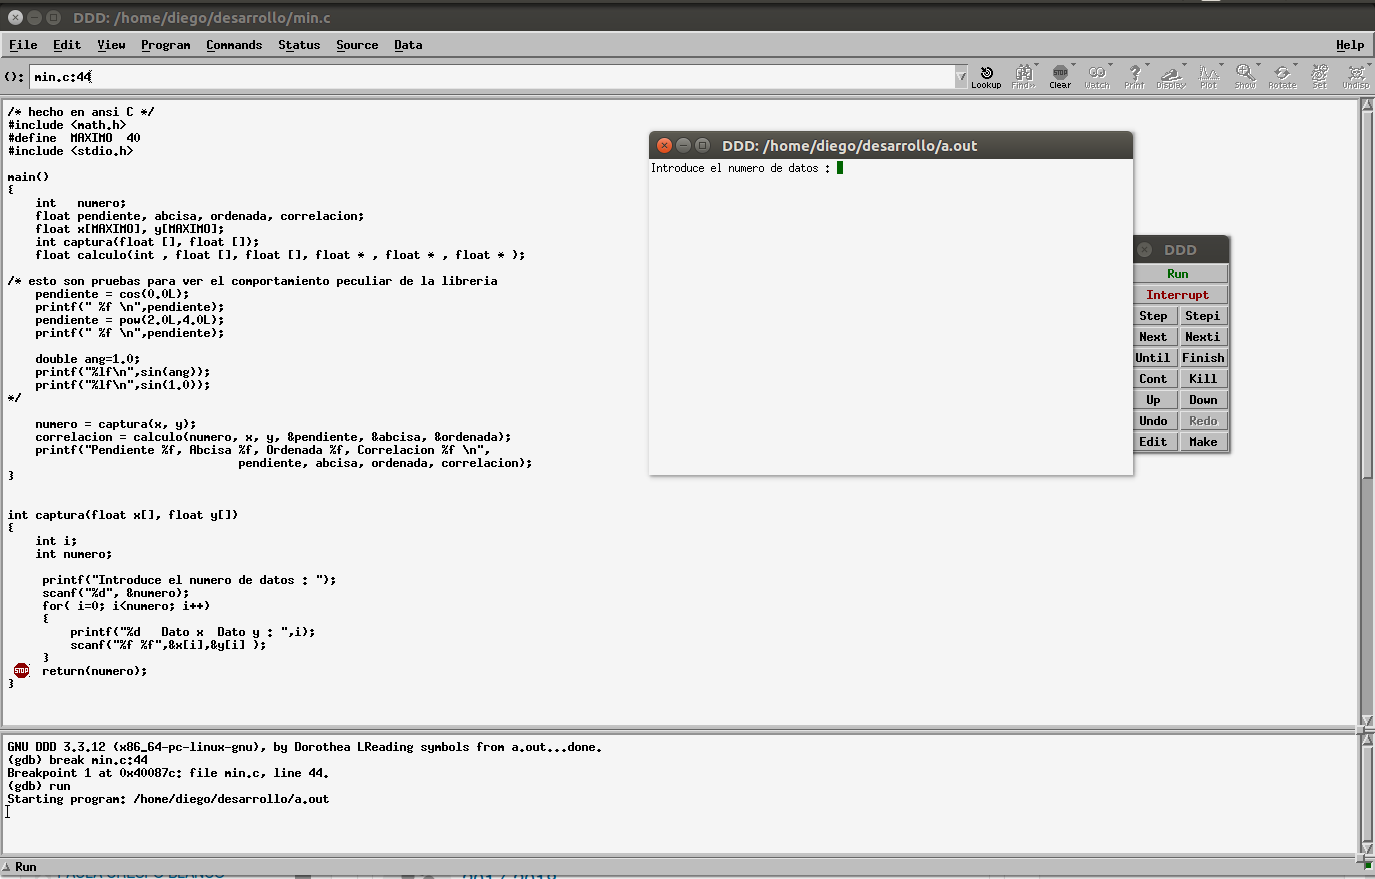 DDD: /home/diego/desarrollo/min.c
File Edit View Program Commands Status Source Data Help
(): min.c:44
Lookup Find» Clear Watch Print Display Plot Show Rotate Set Undisp
/* hecho en ansi C */
#include <math.h>
#define  MAXIMO  40
#include <stdio.h>
main()
{
    int   numero;
    float pendiente, abcisa, ordenada, correlacion;
    float x[MAXIMO], y[MAXIMO];
    int captura(float [], float []);
    float calculo(int , float [], float [], float * , float * , float * );
/* esto son pruebas para ver el comportamiento peculiar de la libreria
    pendiente = cos(0.0L);
    printf(" %f \n",pendiente);
    pendiente = pow(2.0L,4.0L);
    printf(" %f \n",pendiente);
    double ang=1.0;
    printf("%lf\n",sin(ang));
    printf("%lf\n",sin(1.0));
*/
    numero = captura(x, y);
    correlacion = calculo(numero, x, y, &pendiente, &abcisa, &ordenada);
    printf("Pendiente %f, Abcisa %f, Ordenada %f, Correlacion %f \n",
                                 pendiente, abcisa, ordenada, correlacion);
}
int captura(float x[], float y[])
{
    int i;
    int numero;
     printf("Introduce el numero de datos : ");
     scanf("%d", &numero);
     for( i=0; i<numero; i++)
     {
         printf("%d   Dato x  Dato y : ",i);
         scanf("%f %f",&x[i],&y[i] );
     }
STOP return(numero);
}
DDD: /home/diego/desarrollo/a.out
Introduce el numero de datos :
DDD
Run
Interrupt
Step Stepi
Next Nexti
Until Finish
Cont Kill
Up Down
Undo Redo
Edit Make
GNU DDD 3.3.12 (x86_64-pc-linux-gnu), by Dorothea LReading symbols from a.out...done.
(gdb) break min.c:44
Breakpoint 1 at 0x40087c: file min.c, line 44.
(gdb) run
Starting program: /home/diego/desarrollo/a.out
Run